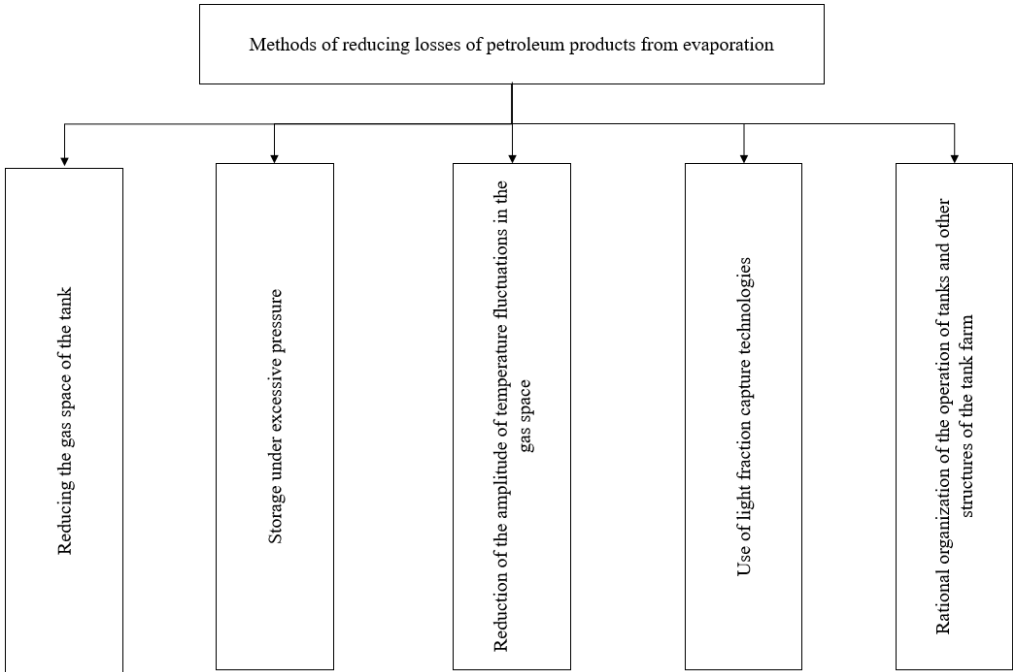 Methods of reducing losses of petroleum products from evaporation
Reducing the gas space of the tank
Storage under excessive pressure
Reduction of the amplitude of temperature fluctuations in the
gas space
Use of light fraction capture technologies
Rational organization of the operation of tanks and other
structures of the tank farm